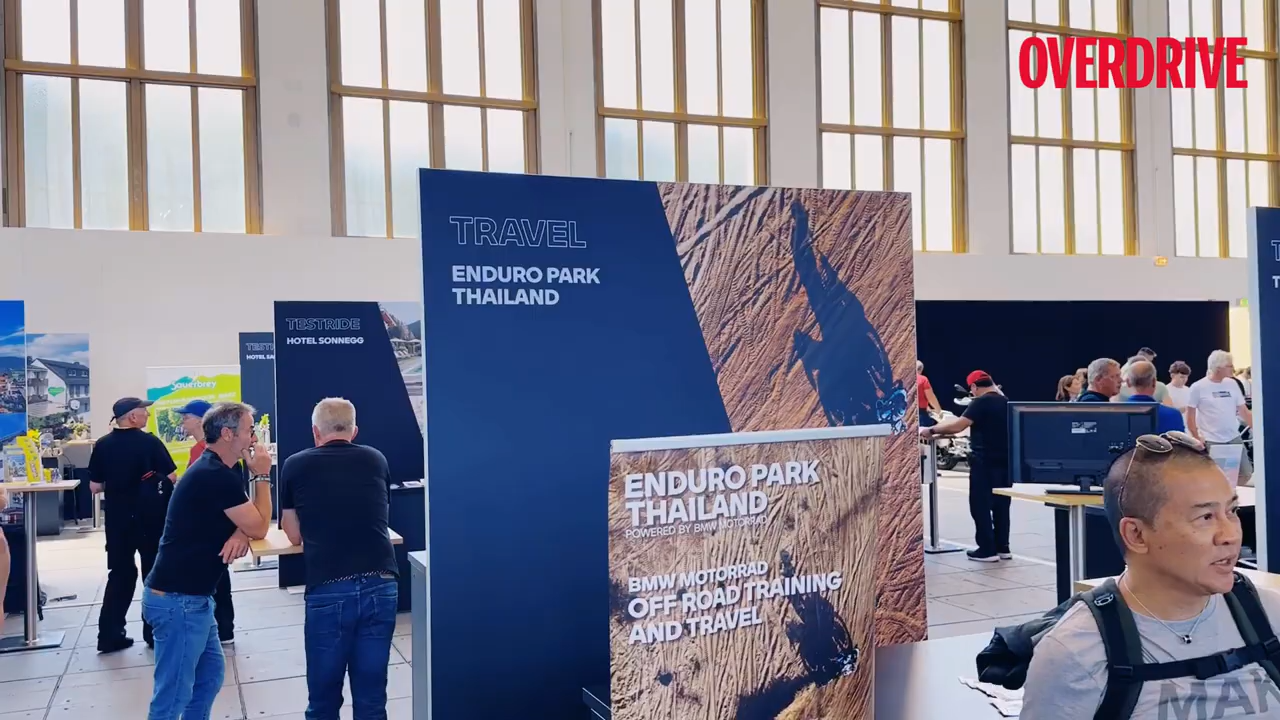 OVERDRIVE
TRAVEL
ENDURO PARK
THAILAND
TESTRIDE
HOTEL SONNEGG
sauerbrey
ENDURO PARK
THAILAND
POWERED BY BMW MOTORRAD
BMW MOTORRAD
OFF ROAD TRAINING
AND TRAVEL